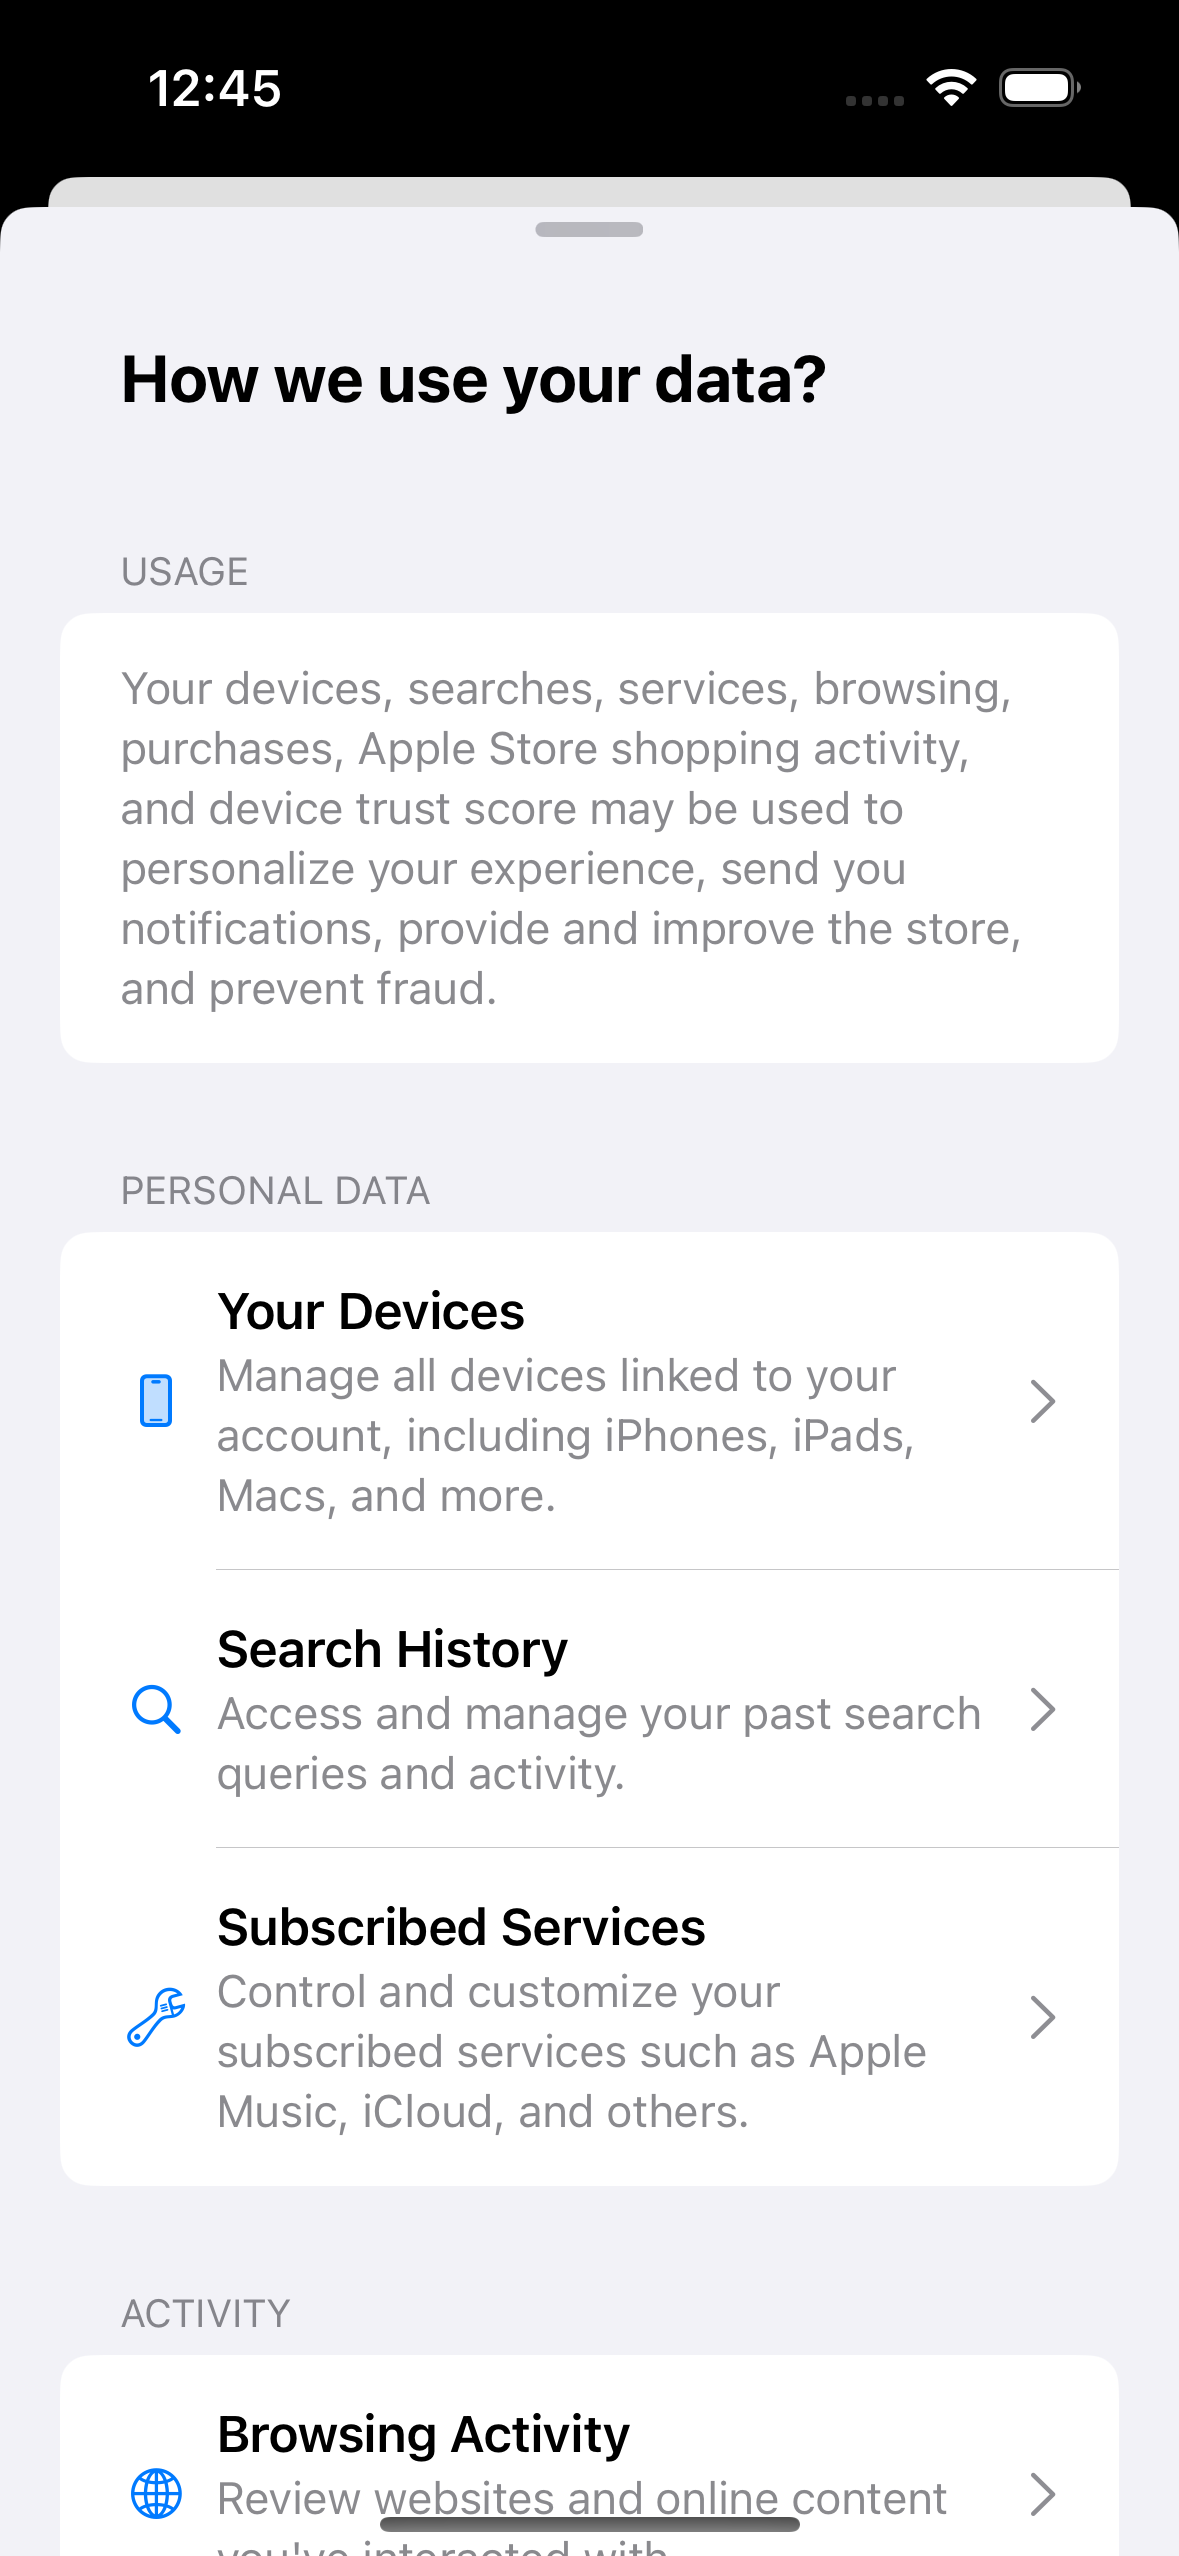 12:45
How we use your data?
USAGE
Your devices, searches, services, browsing,
purchases, Apple Store shopping activity,
and device trust score may be used to
personalize your experience, send you
notifications, provide and improve the store,
and prevent fraud.
PERSONAL DATA
Your Devices
Manage all devices linked to your
account, including iPhones, iPads,
Macs, and more.
Search History
Access and manage your past search
queries and activity.
Subscribed Services
Control and customize your
subscribed services such as Apple
Music, iCloud, and others.
ACTIVITY
Browsing Activity
Review websites and online content
you've interacted with